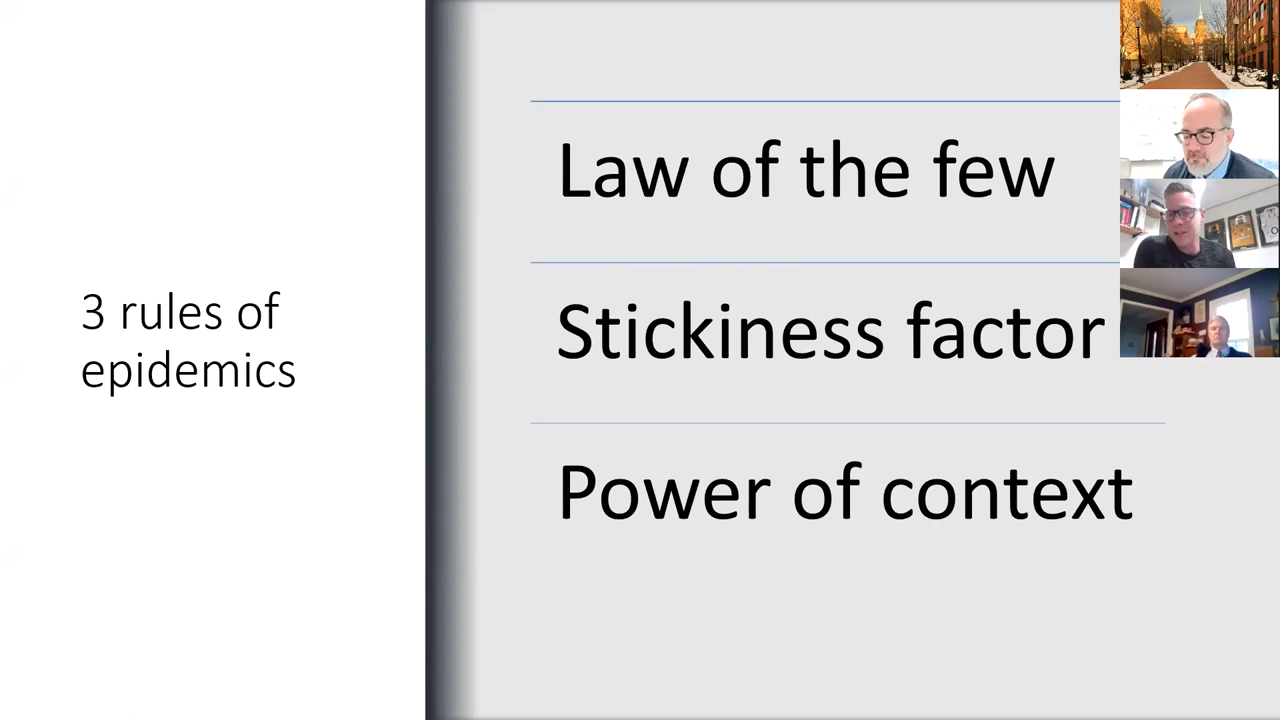 3 rules of
epidemics
Law of the few
Stickiness factor
Power of context